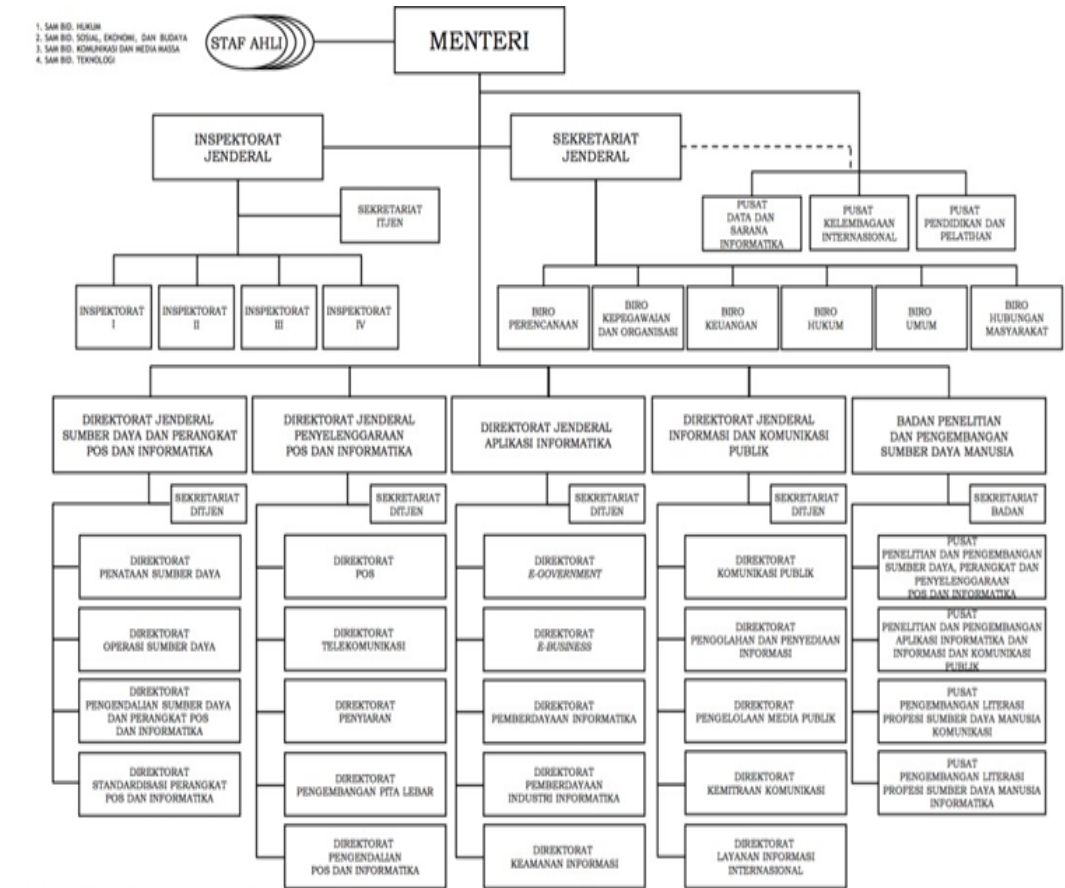 1. SAM BID. HUKUM
2. SAM BID. SOSIAL, EKONOMI, DAN BUDAYA
3. SAM BID. KOMUNIKASI DAN MEDIA MASSA
4. SAM BID. TEKNOLOGI
STAF AHLI
MENTERI
INSPEKTORAT
JENDERAL
SEKRETARIAT
JENDERAL
SEKRETARIAT
ITJEN
PUSAT
DATA DAN
SARANA
INFORMATIKA
PUSAT
KELEMBAGAAN
INTERNASIONAL
PUSAT
PENDIDIKAN DAN
PELATIHAN
INSPEKTORAT
I
INSPEKTORAT
II
INSPEKTORAT
III
INSPEKTORAT
IV
BIRO
PERENCANAAN
BIRO
KEPEGAWAIAN
DAN ORGANISASI
BIRO
KEUANGAN
BIRO
HUKUM
BIRO
UMUM
BIRO
HUBUNGAN
MASYARAKAT
DIREKTORAT JENDERAL
SUMBER DAYA DAN PERANGKAT
POS DAN INFORMATIKA
DIREKTORAT JENDERAL
PENYELENGGARAAN
POS DAN INFORMATIKA
DIREKTORAT JENDERAL
APLIKASI INFORMATIKA
DIREKTORAT JENDERAL
INFORMASI DAN KOMUNIKASI
PUBLIK
BADAN PENELITIAN
DAN PENGEMBANGAN
SUMBER DAYA MANUSIA
SEKRETARIAT
DITJEN
SEKRETARIAT
DITJEN
SEKRETARIAT
DITJEN
SEKRETARIAT
DITJEN
SEKRETARIAT
BADAN
DIREKTORAT
PENATAAN SUMBER DAYA
DIREKTORAT
OPERASI SUMBER DAYA
DIREKTORAT
PENGENDALIAN SUMBER DAYA
DAN PERANGKAT POS
DAN INFORMATIKA
DIREKTORAT
STANDARDISASI PERANGKAT
POS DAN INFORMATIKA
DIREKTORAT
POS
DIREKTORAT
TELEKOMUNIKASI
DIREKTORAT
PENYIARAN
DIREKTORAT
PENGEMBANGAN PITA LEBAR
DIREKTORAT
PENGENDALIAN
POS DAN INFORMATIKA
DIREKTORAT
E-GOVERNMENT
DIREKTORAT
E-BUSINESS
DIREKTORAT
PEMBERDAYAAN INFORMATIKA
DIREKTORAT
PEMBERDAYAAN
INDUSTRI INFORMATIKA
DIREKTORAT
KEAMANAN INFORMASI
DIREKTORAT
KOMUNIKASI PUBLIK
DIREKTORAT
PENGOLAHAN DAN PENYEDIAAN
INFORMASI
DIREKTORAT
PENGELOLAAN MEDIA PUBLIK
DIREKTORAT
KEMITRAAN KOMUNIKASI
DIREKTORAT
LAYANAN INFORMASI
INTERNASIONAL
PUSAT
PENELITIAN DAN PENGEMBANGAN
SUMBER DAYA, PERANGKAT DAN
PENYELENGGARAAN
POS DAN INFORMATIKA
PUSAT
PENELITIAN DAN PENGEMBANGAN
APLIKASI INFORMATIKA DAN
INFORMASI DAN KOMUNIKASI
PUBLIK
PUSAT
PENGEMBANGAN LITERASI
PROFESI SUMBER DAYA MANUSIA
KOMUNIKASI
PUSAT
PENGEMBANGAN LITERASI
PROFESI SUMBER DAYA MANUSIA
INFORMATIKA